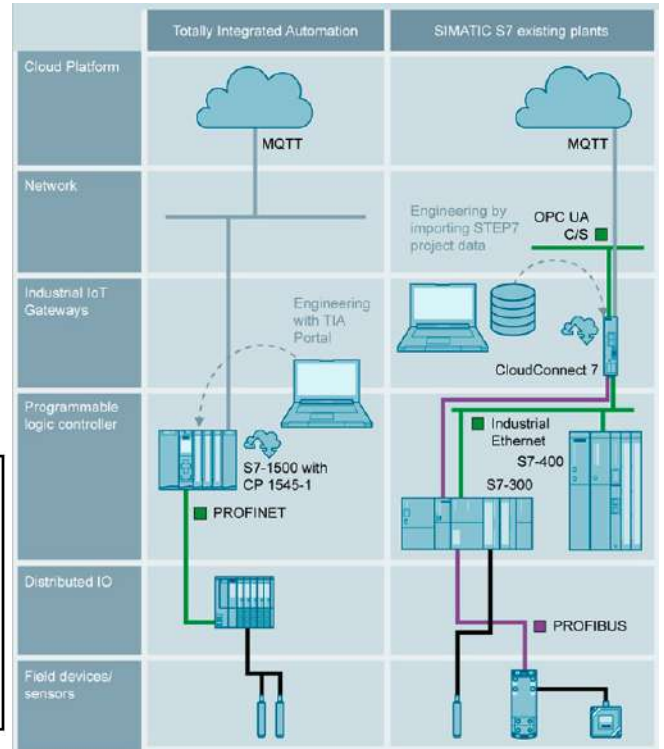 Totally Integrated Automation
SIMATIC S7 existing plants
Cloud Platform
MQTT
MQTT
Network
Engineering by
importing STEP7
project data
OPC UA
C/S
Industrial IoT
Gateways
Engineering
with TIA
Portal
CloudConnect 7
Programmable
logic controller
S7-1500 with
CP 1545-1
PROFINET
Industrial
Ethernet
S7-400
S7-300
Distributed IO
PROFIBUS
Field devices/
sensors